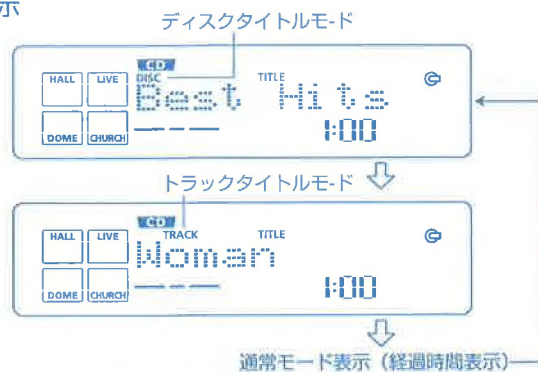 示
ディスクタイトルモード
CD
HALL LIVE DISC TITLE
Best Hits
DOME CHURCH 1:00
トラックタイトルモード
CD
HALL LIVE TRACK TITLE
Woman
DOME CHURCH 1:00
通常モード表示（経過時間表示）